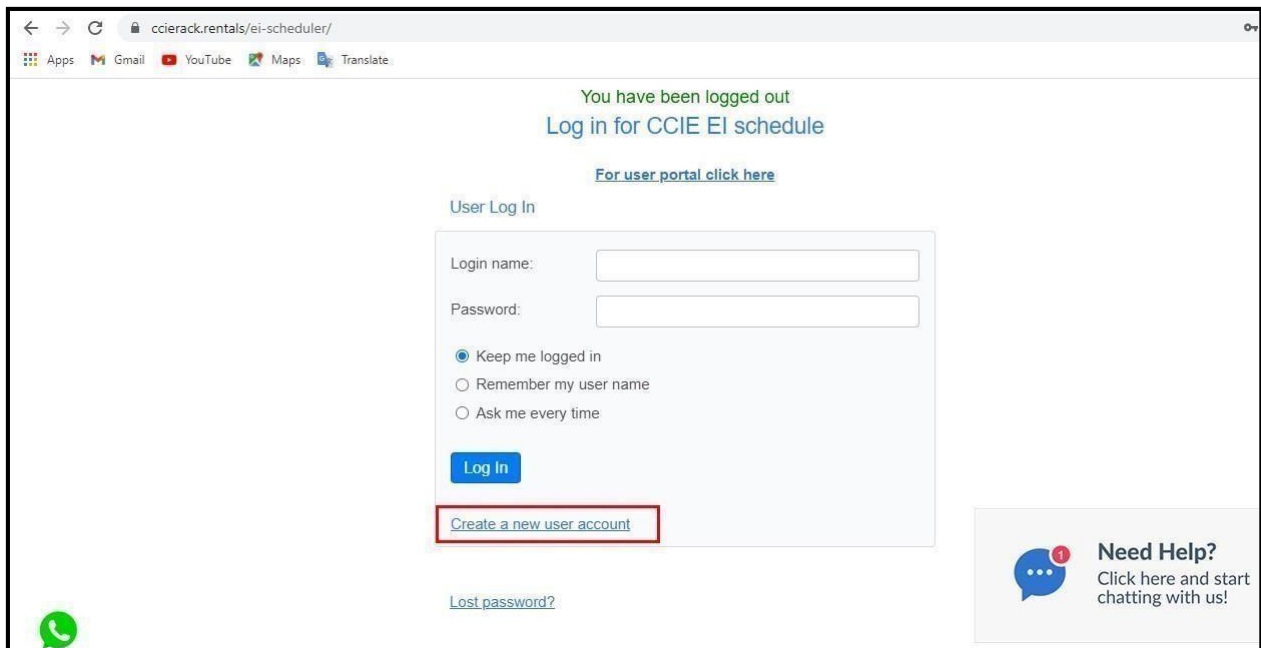 ccierack.rentals/ei-scheduler/
Apps Gmail YouTube Maps Translate
You have been logged out
Log in for CCIE EI schedule
For user portal click here
User Log In
Login name:
Password:
Keep me logged in
Remember my user name
Ask me every time
Log In
Create a new user account
Lost password?
1
Need Help?
Click here and start
chatting with us!